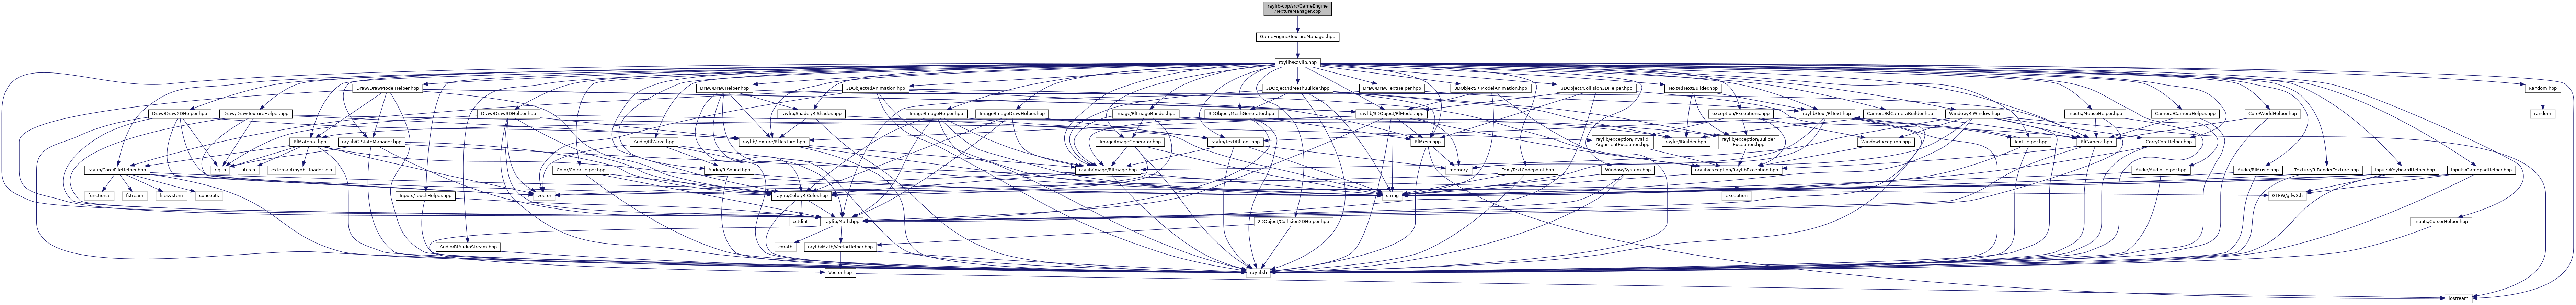 raylib-cpp/src/GameEngine
/TextureManager.cpp
GameEngine/TextureManager.hpp
raylib/Raylib.hpp
Draw/DrawModelHelper.hpp
Draw/DrawHelper.hpp
3DObject/RlAnimation.hpp
3DObject/RlMeshBuilder.hpp
Draw/DrawTextHelper.hpp
3DObject/RlModelAnimation.hpp
3DObject/Collision3DHelper.hpp
Text/RlTextBuilder.hpp
Random.hpp
Draw/Draw2DHelper.hpp
Draw/DrawTextureHelper.hpp
Draw/Draw3DHelper.hpp
raylib/Shader/RlShader.hpp
Image/ImageHelper.hpp
Image/ImageDrawHelper.hpp
Image/RlImageBuilder.hpp
3DObject/MeshGenerator.hpp
raylib/3DObject/RlModel.hpp
exception/Exceptions.hpp
raylib/Text/RlText.hpp
Camera/RlCameraBuilder.hpp
Window/RlWindow.hpp
Inputs/MouseHelper.hpp
Camera/CameraHelper.hpp
Core/WorldHelper.hpp
random
RlMaterial.hpp
raylib/GlStateManager.hpp
Audio/RlWave.hpp
raylib/Texture/RlTexture.hpp
Image/ImageGenerator.hpp
raylib/Text/RlFont.hpp
RlMesh.hpp
raylib/exception/Invalid
ArgumentException.hpp
raylib/IBuilder.hpp
raylib/exception/Builder
Exception.hpp
WindowException.hpp
TextHelper.hpp
RlCamera.hpp
Core/CoreHelper.hpp
raylib/Core/FileHelper.hpp
rlgl.h
utils.h
external/tinyobj_loader_c.h
Color/ColorHelper.hpp
Audio/RlSound.hpp
raylib/Image/RlImage.hpp
memory
Text/TextCodepoint.hpp
Window/System.hpp
raylib/exception/RaylibException.hpp
Audio/AudioHelper.hpp
Audio/RlMusic.hpp
Texture/RlRenderTexture.hpp
Inputs/KeyboardHelper.hpp
Inputs/GamepadHelper.hpp
functional
fstream
filesystem
concepts
Inputs/TouchHelper.hpp
vector
raylib/Color/RlColor.hpp
string
exception
GLFW/glfw3.h
cstdint
raylib/Math.hpp
2DObject/Collision2DHelper.hpp
Inputs/CursorHelper.hpp
Audio/RlAudioStream.hpp
cmath
raylib/Math/VectorHelper.hpp
Vector.hpp
raylib.h
iostream